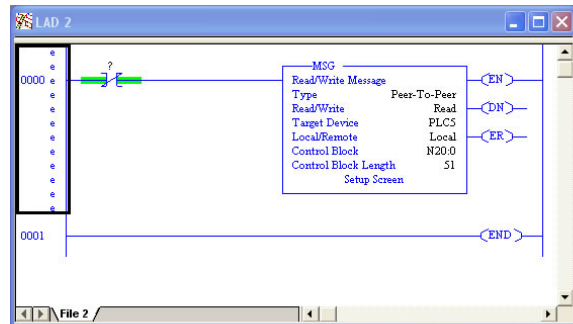 LAD 2
e
e ?
0000 e
e
e
e
e
e
e
e
e
MSG
Read/Write Message
Type Peer-To-Peer
Read/Write Read
Target Device PLC5
Local/Remote Local
Control Block N20:0
Control Block Length 51
Setup Screen
EN
DN
ER
0001 END
File 2